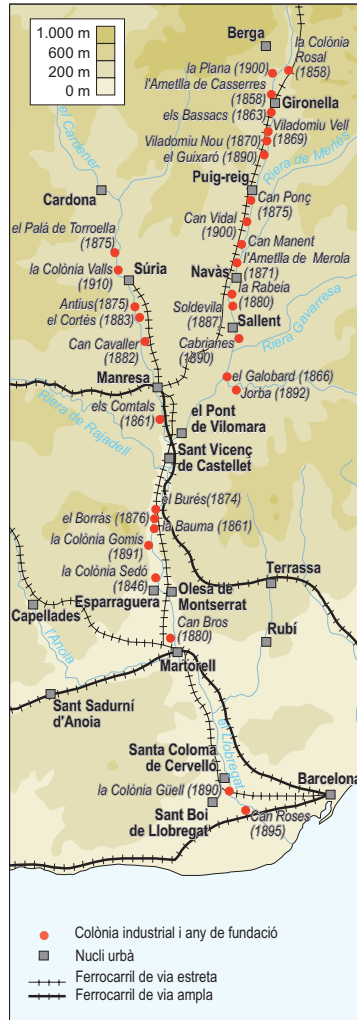 1.000 m
600 m
200 m
0 m
Berga
la Colònia
Rosal
(1858)
la Plana (1900)
l'Ametlla de Casserres
(1858)
Gironella
els Bassacs (1863)
Viladomiu Vell
(1869)
Viladomiu Nou (1870)
el Guixaró (1890)
Riera de Merlès
Puig-reig
el Cardener
Cardona
Can Ponç
(1875)
Can Vidal
(1900)
el Palà de Torroella
(1875)
Can Manent
l'Ametlla de Merola
(1871)
la Colònia Valls
(1910)
Súria
Navàs
la Rabeia
(1880)
Antius(1875)
el Cortés (1883)
Soldevila
1887)
Sallent
Riera Gavarresa
Can Cavaller
(1882)
Cabrianes
(1890)
Manresa
el Galobard (1866)
Jorba (1892)
els Comtals
(1861)
Riera de Rajadell
el Pont
de Vilomara
Sant Vicenç
de Castellet
el Burés(1874)
el Borràs (1876)
la Bauma (1861)
la Colònia Gomis
(1891)
la Colònia Sedó
(1846)
Terrassa
Esparraguera
Olesa de
Montserrat
Capellades
l'Anoia
Can Bros
(1880)
Rubí
Martorell
Sant Sadurní
d'Anoia
el Llobregat
Santa Coloma
de Cervelló
Barcelona
la Colònia Güell (1890)
Sant Boi
de Llobregat
Can Roses
(1895)
Colònia industrial i any de fundació
Nucli urbà
Ferrocarril de via estreta
Ferrocarril de via ampla